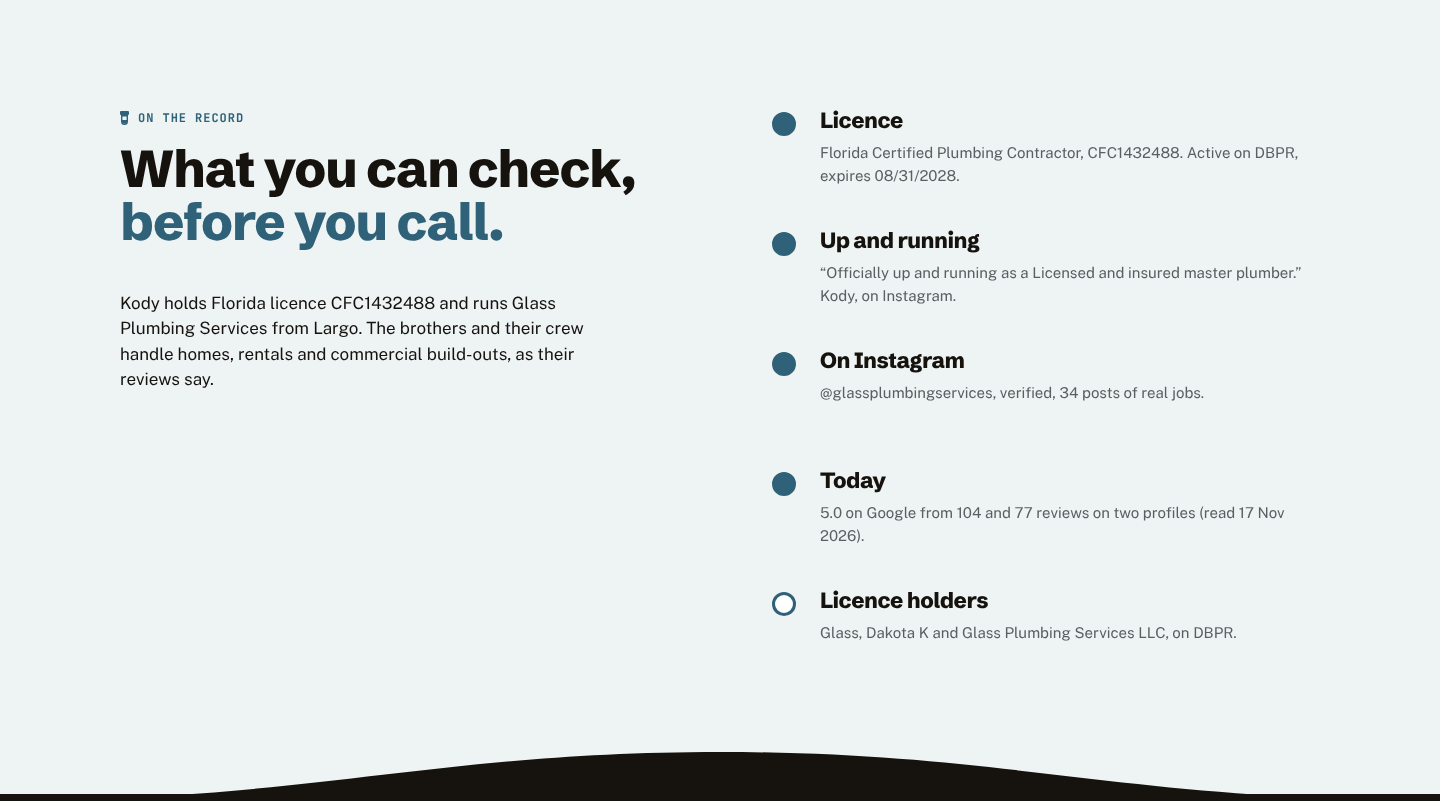 ON THE RECORD
What you can check,
before you call.
Kody holds Florida licence CFC1432488 and runs Glass
Plumbing Services from Largo. The brothers and their crew
handle homes, rentals and commercial build-outs, as their
reviews say.
Licence
Florida Certified Plumbing Contractor, CFC1432488. Active on DBPR,
expires 08/31/2028.
Up and running
“Officially up and running as a Licensed and insured master plumber.”
Kody, on Instagram.
On Instagram
@glassplumbingservices, verified, 34 posts of real jobs.
Today
5.0 on Google from 104 and 77 reviews on two profiles (read 17 Nov
2026).
Licence holders
Glass, Dakota K and Glass Plumbing Services LLC, on DBPR.